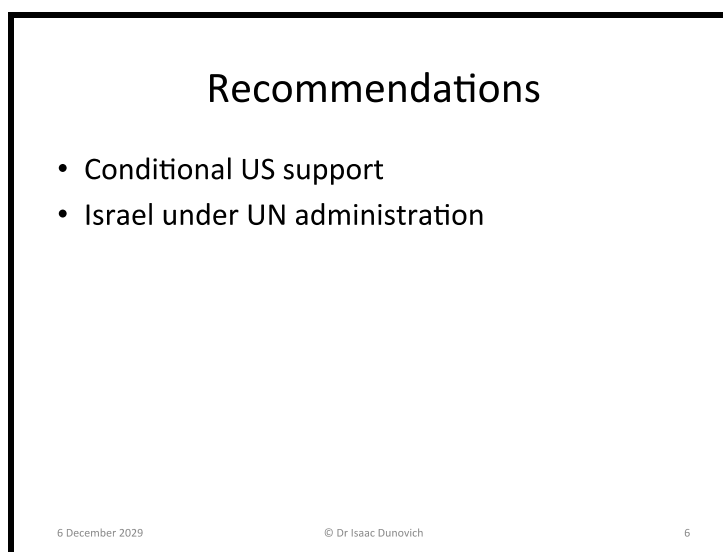 Recommendations
• Conditional US support
• Israel under UN administration
6 December 2029
© Dr Isaac Dunovich
6